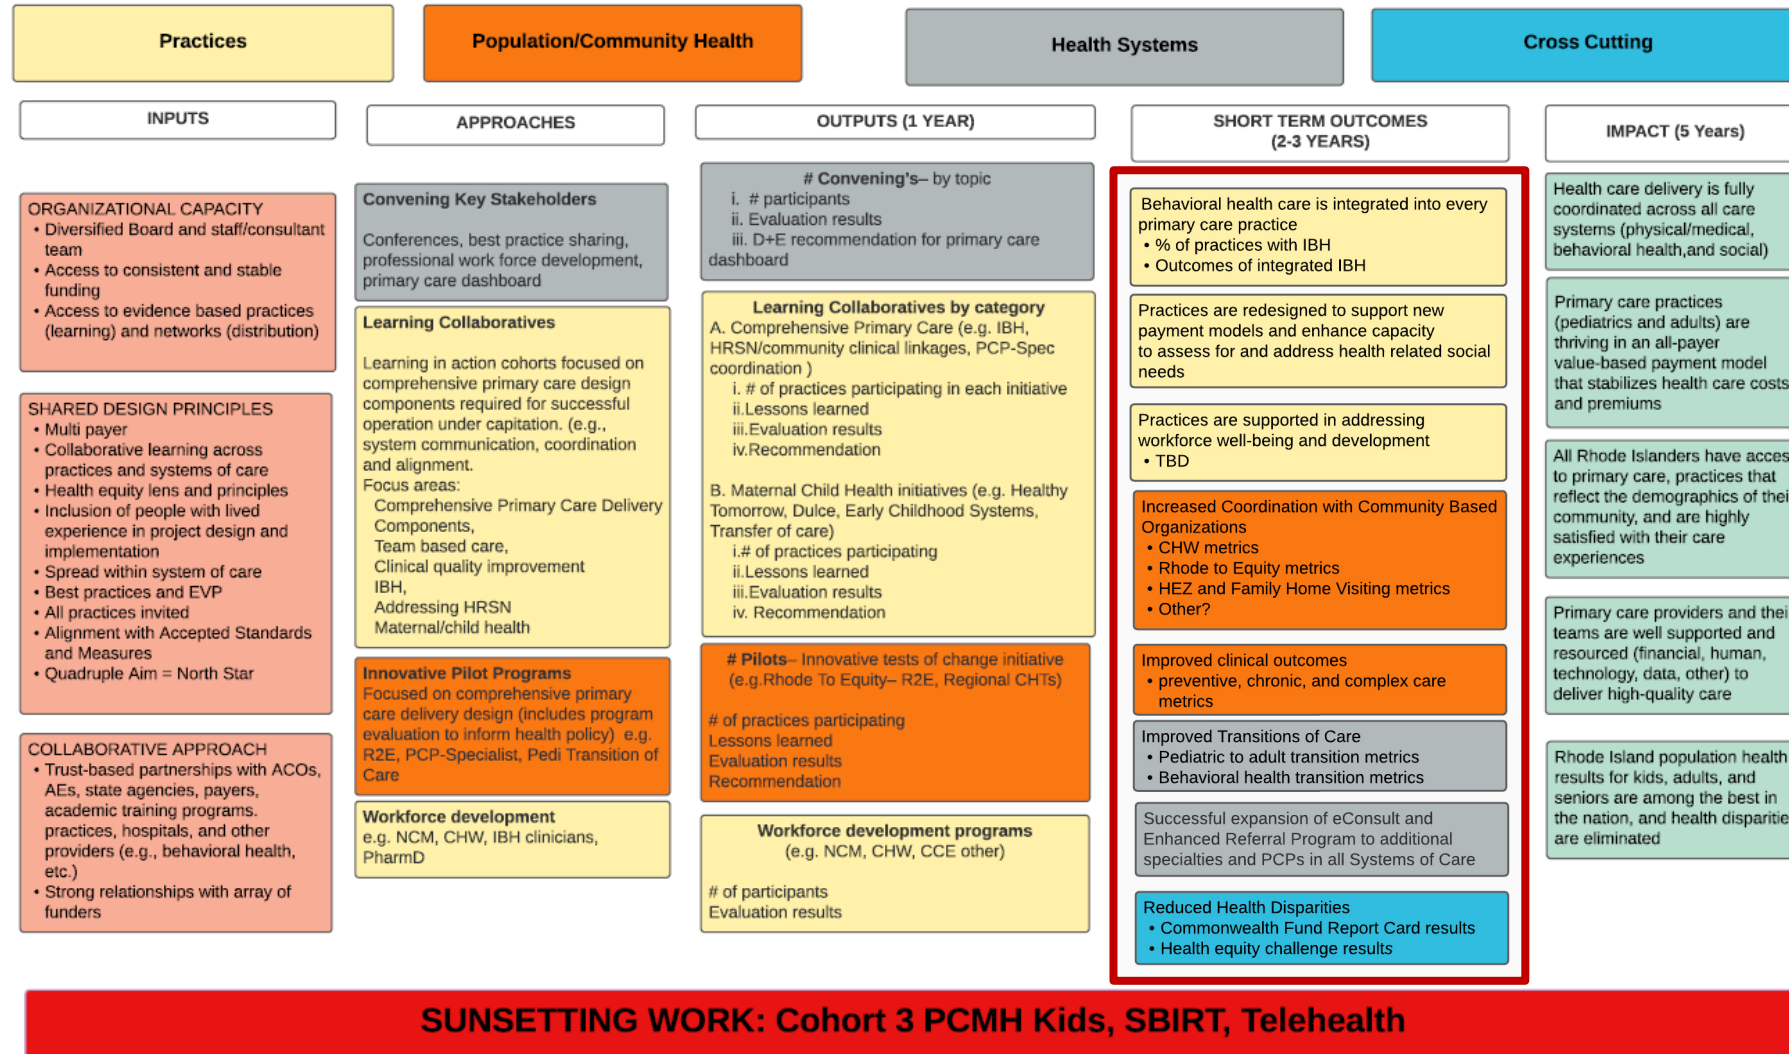 Practices
Population/Community Health
Health Systems
Cross Cutting
INPUTS
ORGANIZATIONAL CAPACITY
• Diversified Board and staff/consultant
team
• Access to consistent and stable
funding
• Access to evidence based practices
(learning) and networks (distribution)
SHARED DESIGN PRINCIPLES
• Multi payer
• Collaborative learning across
practices and systems of care
• Health equity lens and principles
• Inclusion of people with lived
experience in project design and
implementation
• Spread within system of care
• Best practices and EVP
• All practices invited
• Alignment with Accepted Standards
and Measures
• Quadruple Aim = North Star
COLLABORATIVE APPROACH
• Trust-based partnerships with ACOs,
AEs, state agencies, payers,
academic training programs.
practices, hospitals, and other
providers (e.g., behavioral health,
etc.)
• Strong relationships with array of
funders
APPROACHES
Convening Key Stakeholders
Conferences, best practice sharing,
professional work force development,
primary care dashboard
Learning Collaboratives
Learning in action cohorts focused on
comprehensive primary care design
components required for successful
operation under capitation. (e.g.,
system communication, coordination
and alignment.
Focus areas:
Comprehensive Primary Care Delivery
Components,
Team based care,
Clinical quality improvement
IBH,
Addressing HRSN
Maternal/child health
Innovative Pilot Programs
Focused on comprehensive primary
care delivery design (includes program
evaluation to inform health policy) e.g.
R2E, PCP-Specialist, Pedi Transition of
Care
Workforce development
e.g. NCM, CHW, IBH clinicians,
PharmD
OUTPUTS (1 YEAR)
# Convening's– by topic
i. # participants
ii. Evaluation results
iii. D+E recommendation for primary care
dashboard
Learning Collaboratives by category
A. Comprehensive Primary Care (e.g. IBH,
HRSN/community clinical linkages, PCP-Spec
coordination )
i. # of practices participating in each initiative
ii.Lessons learned
iii.Evaluation results
iv.Recommendation
B. Maternal Child Health initiatives (e.g. Healthy
Tomorrow, Dulce, Early Childhood Systems,
Transfer of care)
i.# of practices participating
ii.Lessons learned
iii.Evaluation results
iv. Recommendation
# Pilots– Innovative tests of change initiative
(e.g.Rhode To Equity– R2E, Regional CHTs)
# of practices participating
Lessons learned
Evaluation results
Recommendation
Workforce development programs
(e.g. NCM, CHW, CCE other)
# of participants
Evaluation results
SHORT TERM OUTCOMES
(2-3 YEARS)
Behavioral health care is integrated into every
primary care practice
• % of practices with IBH
• Outcomes of integrated IBH
Practices are redesigned to support new
payment models and enhance capacity
to assess for and address health related social
needs
Practices are supported in addressing
workforce well-being and development
• TBD
Increased Coordination with Community Based
Organizations
• CHW metrics
• Rhode to Equity metrics
• HEZ and Family Home Visiting metrics
• Other?
Improved clinical outcomes
• preventive, chronic, and complex care
metrics
Improved Transitions of Care
• Pediatric to adult transition metrics
• Behavioral health transition metrics
Successful expansion of eConsult and
Enhanced Referral Program to additional
specialties and PCPs in all Systems of Care
Reduced Health Disparities
• Commonwealth Fund Report Card results
• Health equity challenge results
IMPACT (5 Years)
Health care delivery is fully
coordinated across all care
systems (physical/medical,
behavioral health,and social)
Primary care practices
(pediatrics and adults) are
thriving in an all-payer
value-based payment model
that stabilizes health care costs
and premiums
All Rhode Islanders have acces
to primary care, practices that
reflect the demographics of thei
community, and are highly
satisfied with their care
experiences
Primary care providers and thei
teams are well supported and
resourced (financial, human,
technology, data, other) to
deliver high-quality care
Rhode Island population health
results for kids, adults, and
seniors are among the best in
the nation, and health disparitie
are eliminated
SUNSETTING WORK: Cohort 3 PCMH Kids, SBIRT, Telehealth